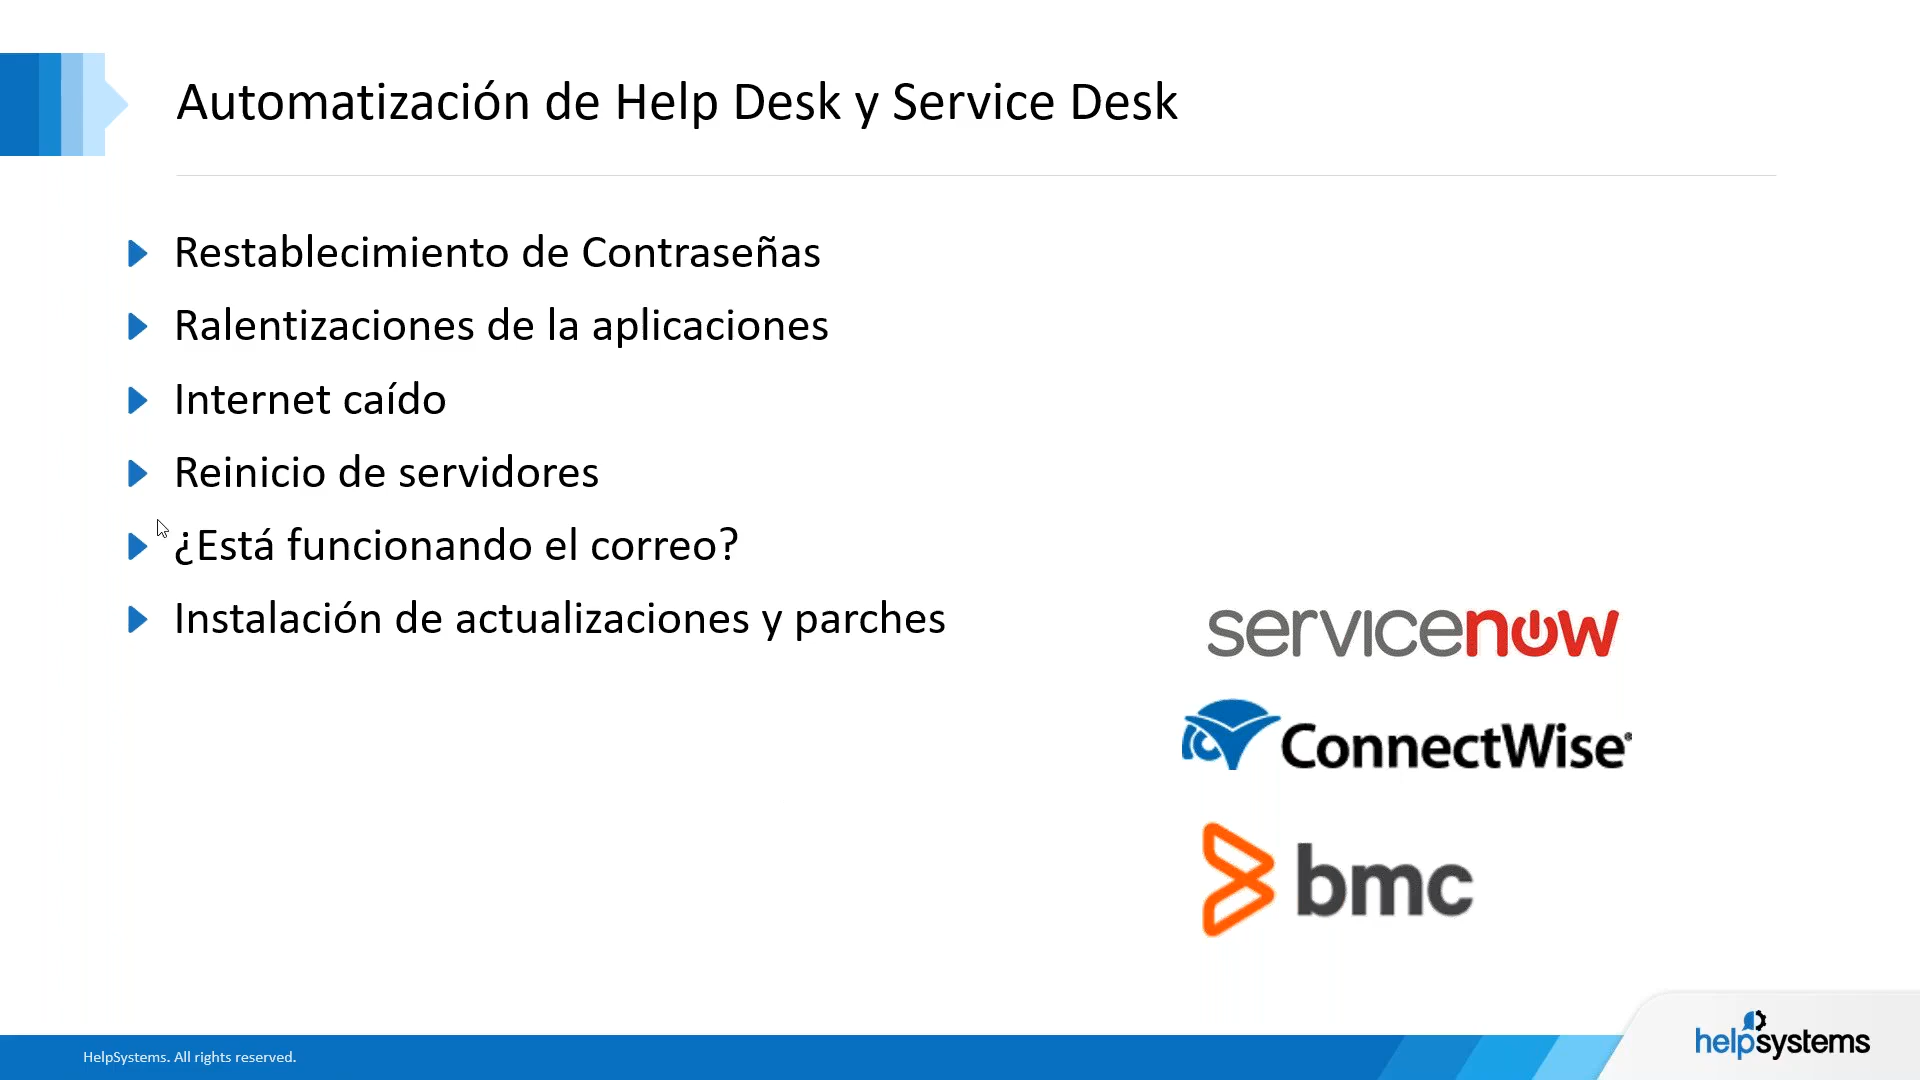 Automatización de Help Desk y Service Desk
Restablecimiento de Contraseñas
Ralentizaciones de la aplicaciones
Internet caído
Reinicio de servidores
¿Está funcionando el correo?
Instalación de actualizaciones y parches
servicenow
ConnectWise®
bmc
HelpSystems. All rights reserved.
helpsystems